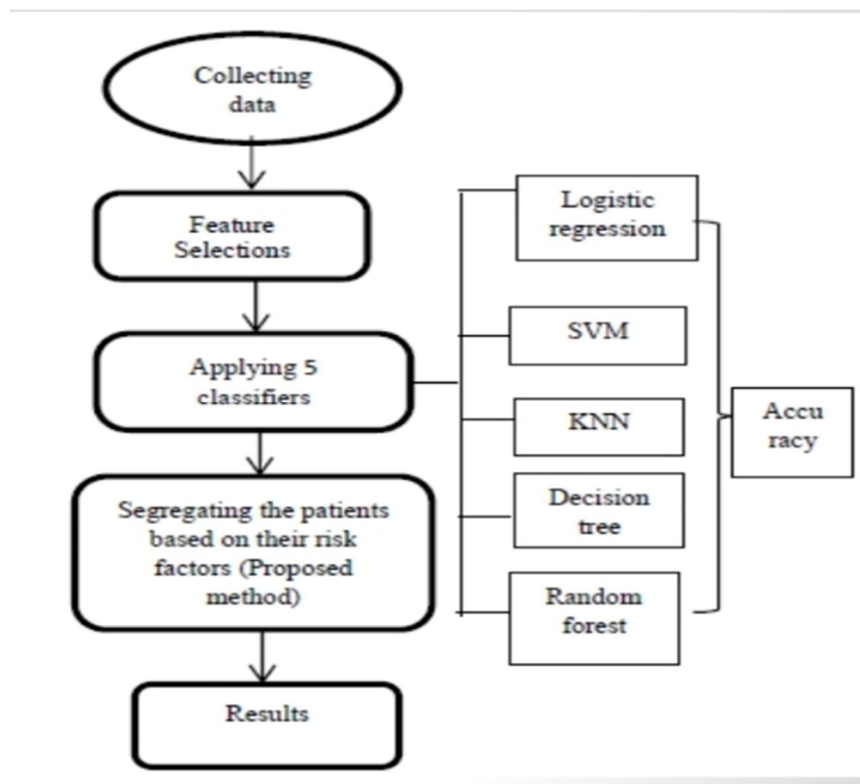 Collecting
data
Feature
Selections
Applying 5
classifiers
Segregating the patients
based on their risk
factors (Proposed
method)
Results
Logistic
regression
SVM
KNN
Decision
tree
Random
forest
Accu
racy